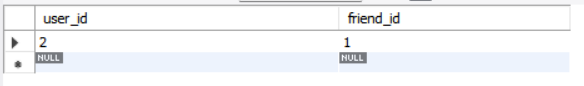 user_id friend_id
2 1
NULL NULL